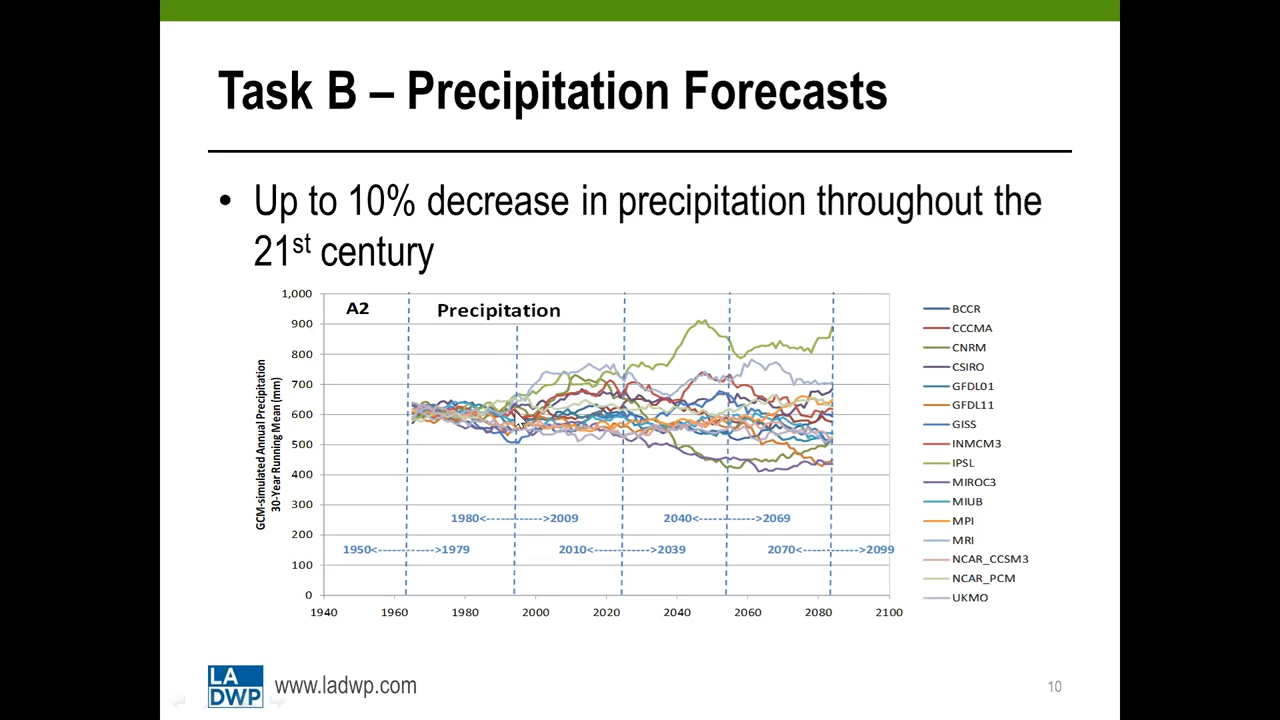 Task B – Precipitation Forecasts
• Up to 10% decrease in precipitation throughout the
21st century
A2
Precipitation
GCM-simulated Annual Precipitation
30-Year Running Mean (mm)
1,000
900
800
700
600
500
400
300
200
100
0
1980<------------>2009
2040<------------>2069
1950<------------>1979
2010<------------>2039
2070<------------>2099
1940 1960 1980 2000 2020 2040 2060 2080 2100
BCCR
CCCMA
CNRM
CSIRO
GFDL01
GFDL11
GISS
INMCM3
IPSL
MIROC3
MIUB
MPI
MRI
NCAR_CCSM3
NCAR_PCM
UKMO
LA
DWP
www.ladwp.com
10